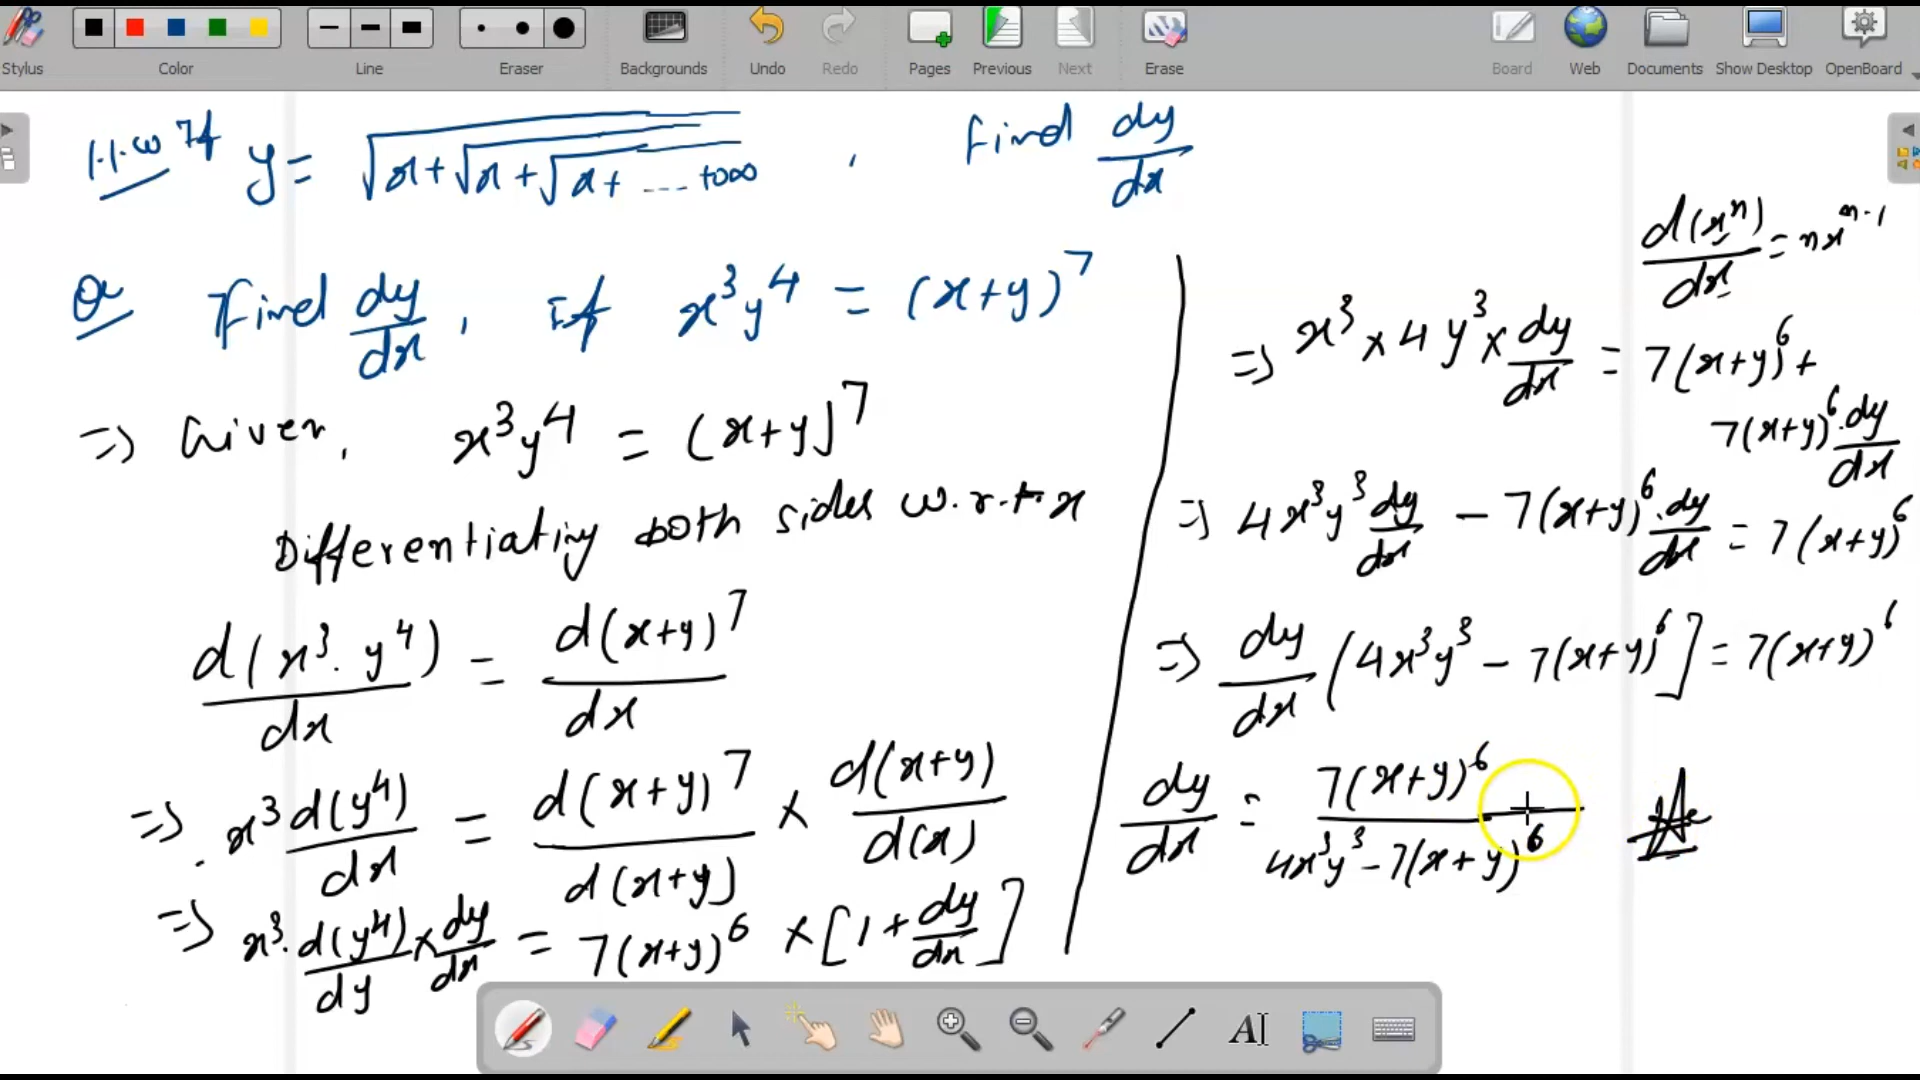 Stylus Color Line Eraser Backgrounds Undo Redo Pages Previous Next Erase Board Web Documents Show Desktop OpenBoard
H.W 7f y = √x+√x+√x+ ....+∞ , Find dy/dx
Q Find dy/dx, if x³y⁴ = (x+y)⁷
⇒ Given, x³y⁴ = (x+y)⁷
Differentiating both sides w.r.t. x
d(x³. y⁴)/dx = d(x+y)⁷/dx
⇒ x³ d(y⁴)/dx = d(x+y)⁷/d(x+y) × d(x+y)/d(x)
⇒ x³. d(y⁴)/dy × dy/dx = 7(x+y)⁶ × [1 + dy/dx]
d(xⁿ)/dx = nxⁿ⁻¹
⇒ x³ × 4y³ × dy/dx = 7(x+y)⁶ +
7(x+y)⁶. dy/dx
⇒ 4x³y³ dy/dx - 7(x+y)⁶. dy/dx = 7(x+y)⁶
⇒ dy/dx (4x³y³ - 7(x+y)⁶] = 7(x+y)⁶
dy/dx = 7(x+y)⁶/4x³y³-7(x+y)⁶
AI